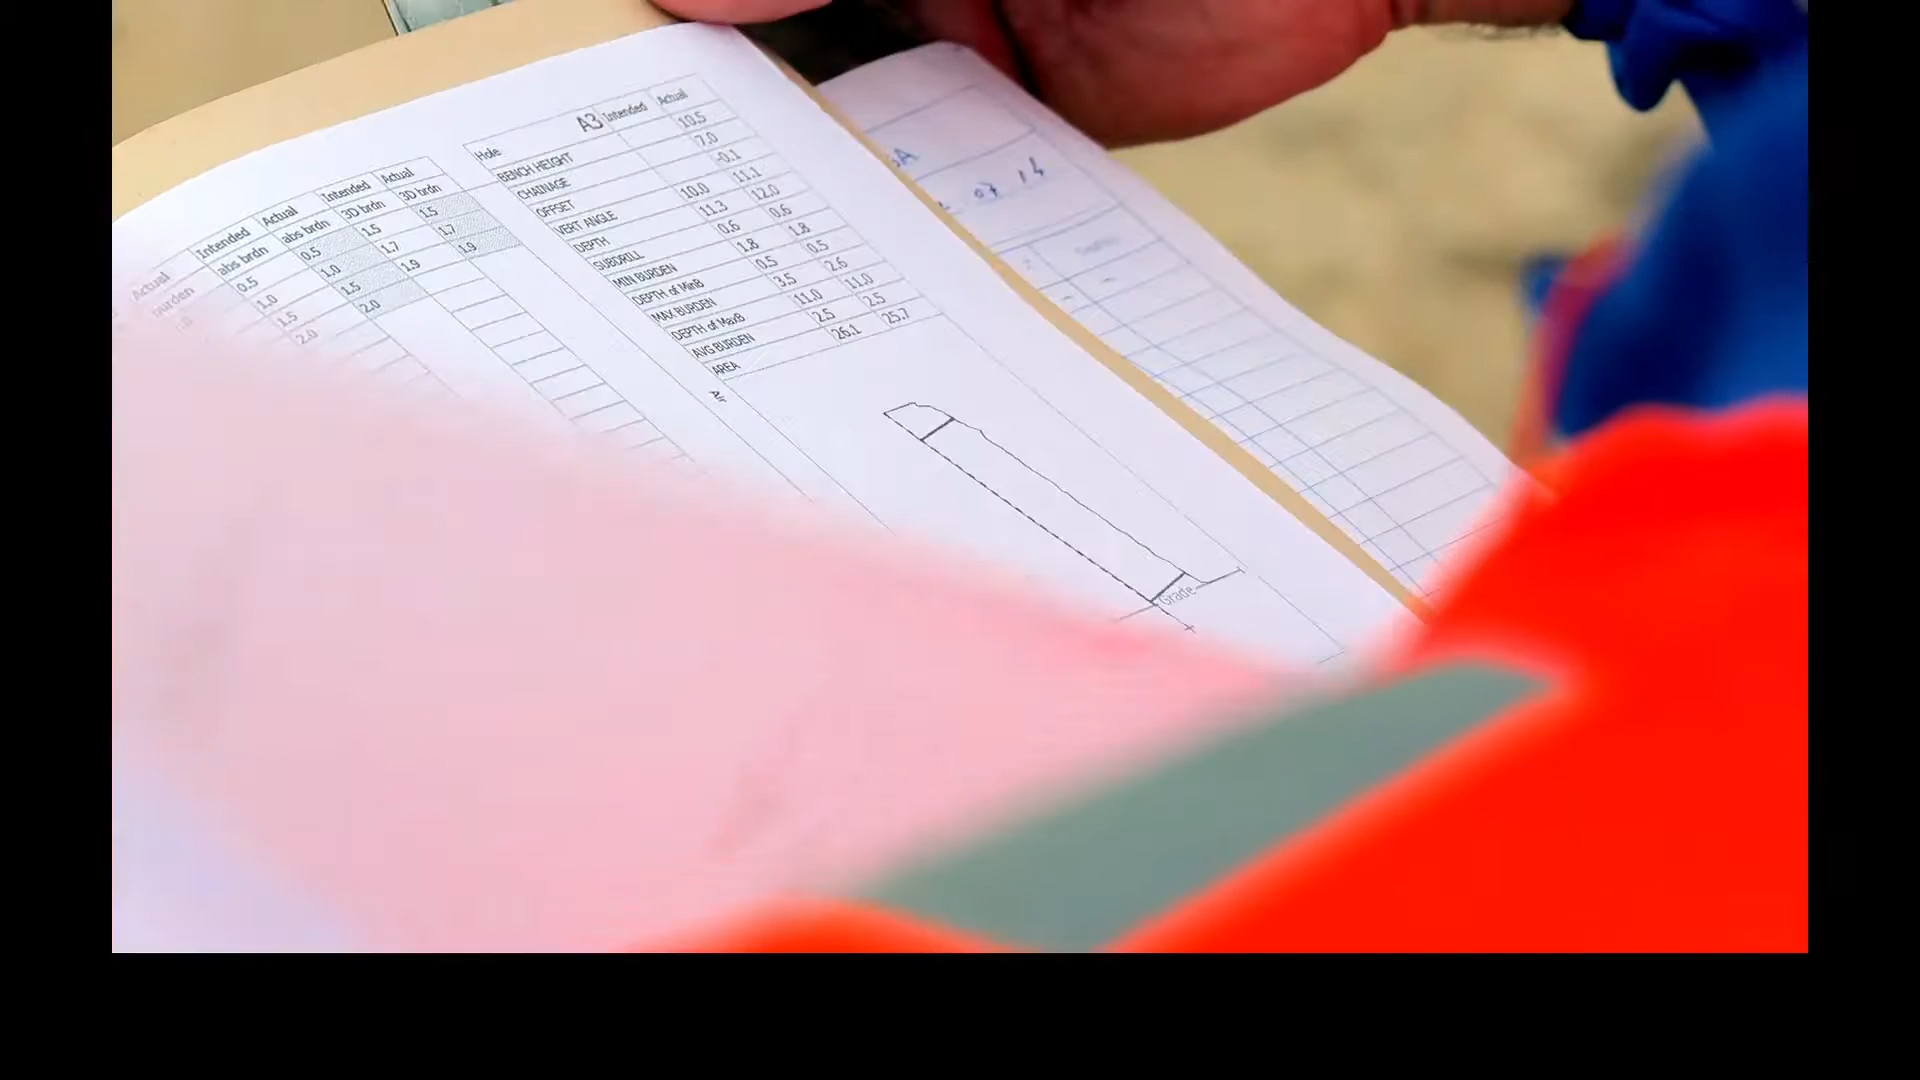 Actual Intended Actual Intended Actual
abs brdn abs brdn 3D brdn 3D brdn
0.5 0.5 1.5 1.5
1.0 1.0 1.7 1.7
1.5 1.5 1.9 1.9
2.0 2.0
Hole A3 Intended Actual
BENCH HEIGHT 10.5
CHAINAGE 7.0
OFFSET -0.1
VERT ANGLE 10.0 11.1
DEPTH 11.3 12.0
SUBDRILL 0.6 0.6
MIN BURDEN 1.8 1.8
DEPTH of MinB 0.5 0.5
MAX BURDEN 3.5 2.6
DEPTH of MaxB 11.0 11.0
AVG BURDEN 2.5 2.5
AREA 26.1 25.7
Grade
07 14